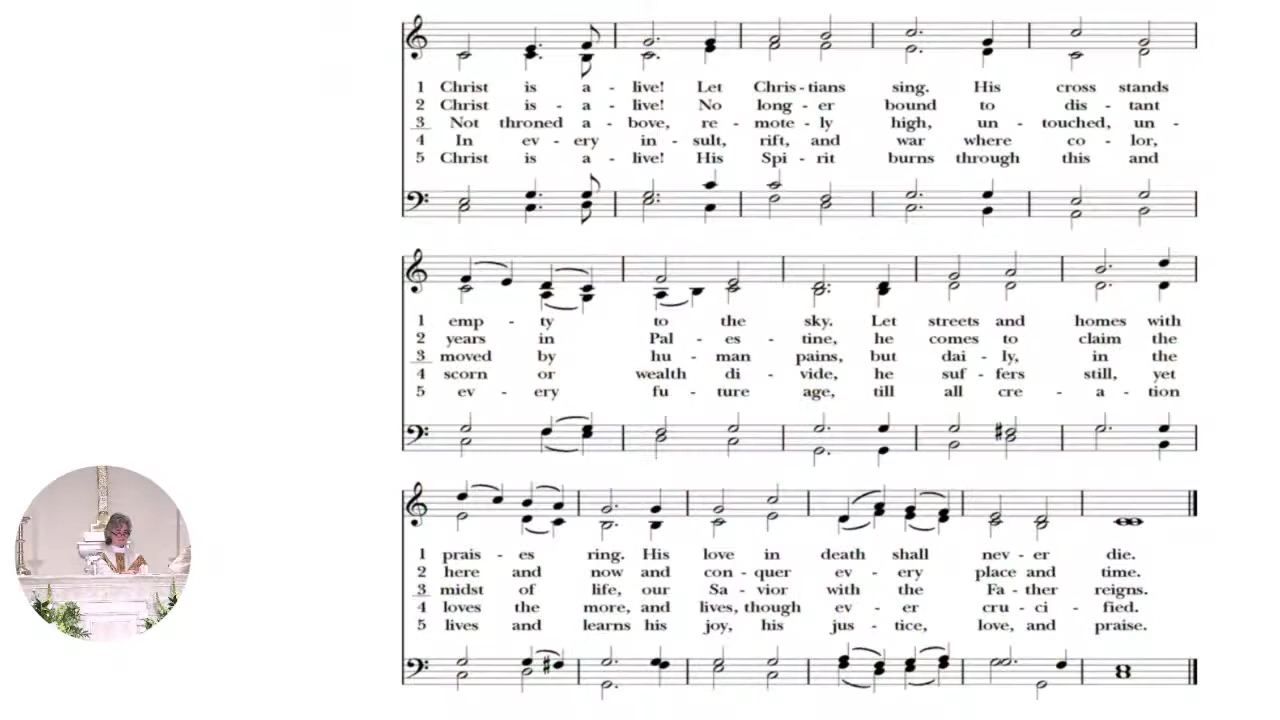 1 Christ is a - live! Let Chris - tians sing. His cross stands
2 Christ is - a - live! No long - er bound to dis - tant
3 Not throned a - bove, re - mote - ly high, un - touched, un -
4 In ev - ery in - sult, rift, and war where co - lor,
5 Christ is a - live! His Spi - rit burns through this and
1 emp - ty to the sky. Let streets and homes with
2 years in Pal - es - tine, he comes to claim the
3 moved by hu - man pains, but dai - ly, in the
4 scorn or wealth di - vide, he suf - fers still, yet
5 ev - ery fu - ture age, till all cre - a - tion
1 prais - es ring. His love in death shall nev - er die.
2 here and now and con - quer ev - ery place and time.
3 midst of life, our Sa - vior with the Fa - ther reigns.
4 loves the more, and lives, though ev - er cru - ci - fied.
5 lives and learns his joy, his jus - tice, love, and praise.